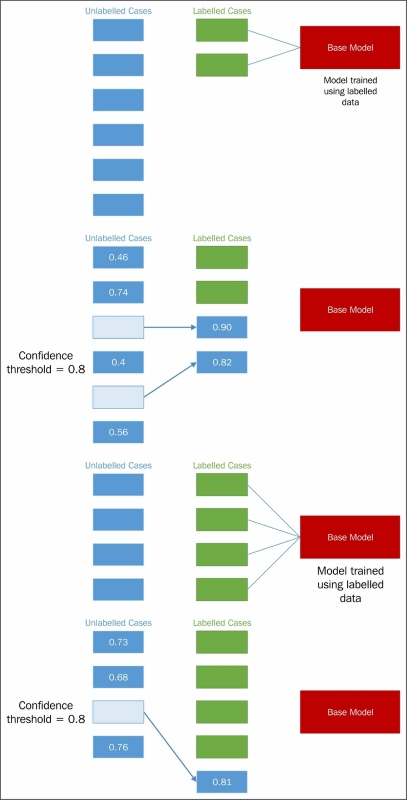 Unlabelled Cases
Labelled Cases
Base Model
Model trained
using labelled
data
Unlabelled Cases
Labelled Cases
0.46
0.74
Base Model
0.90
Confidence
threshold = 0.8
0.4
0.82
0.56
Unlabelled Cases
Labelled Cases
Base Model
Model trained
using labelled
data
Unlabelled Cases
Labelled Cases
0.73
0.68
Confidence
threshold = 0.8
Base Model
0.76
0.81